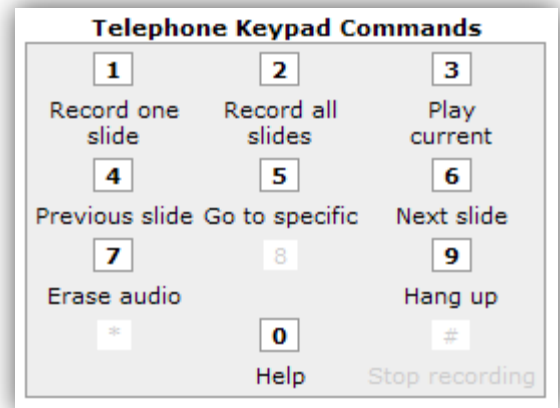 Telephone Keypad Commands
1 2 3
Record one Record all Play
slide slides current
4 5 6
Previous slide Go to specific Next slide
7 8 9
Erase audio Hang up
* 0 #
Help Stop recording